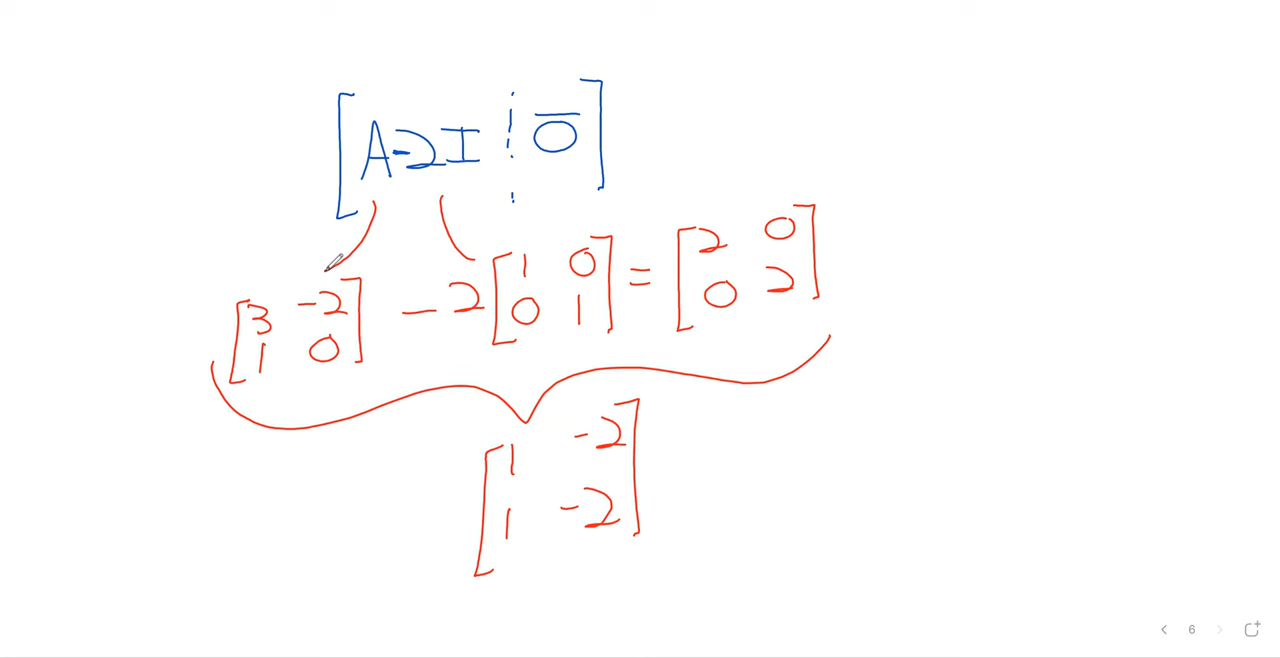 [A-2I ⋮ 0̅]
[3 -2] - 2[1 0] = [2 0]
[1 0] [0 1] [0 2]
[1 -2]
[1 -2]
6